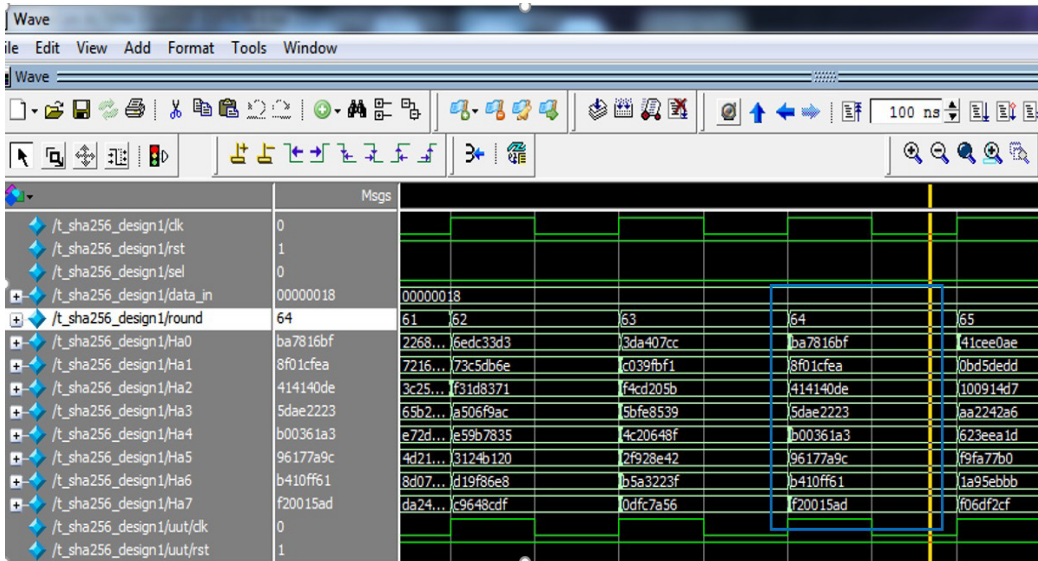 Wave
ile Edit View Add Format Tools Window
Wave
100 ns
Msgs
/t_sha256_design1/clk 0
/t_sha256_design1/rst 1
/t_sha256_design1/sel 0
/t_sha256_design1/data_in 00000018 00000018
/t_sha256_design1/round 64 61 62 63 64 65
/t_sha256_design1/Ha0 ba7816bf 2268... 6edc33d3 3da407cc ba7816bf 41cee0ae
/t_sha256_design1/Ha1 8f01cfea 7216... 73c5db6e c039fbf1 8f01cfea 0bd5dedd
/t_sha256_design1/Ha2 414140de 3c25... f31d8371 f4cd205b 414140de 100914d7
/t_sha256_design1/Ha3 5dae2223 65b2... a506f9ac 5bfe8539 5dae2223 aa2242a6
/t_sha256_design1/Ha4 b00361a3 e72d... e59b7835 4c20648f b00361a3 623eea1d
/t_sha256_design1/Ha5 96177a9c 4d21... 3124b120 2f928e42 96177a9c f9fa77b0
/t_sha256_design1/Ha6 b410ff61 8d07... d19f86e8 b5a3223f b410ff61 1a95ebbb
/t_sha256_design1/Ha7 f20015ad da24... c9648cdf 0dfc7a56 f20015ad f06df2cf
/t_sha256_design1/uut/clk 0
/t_sha256_design1/uut/rst 1